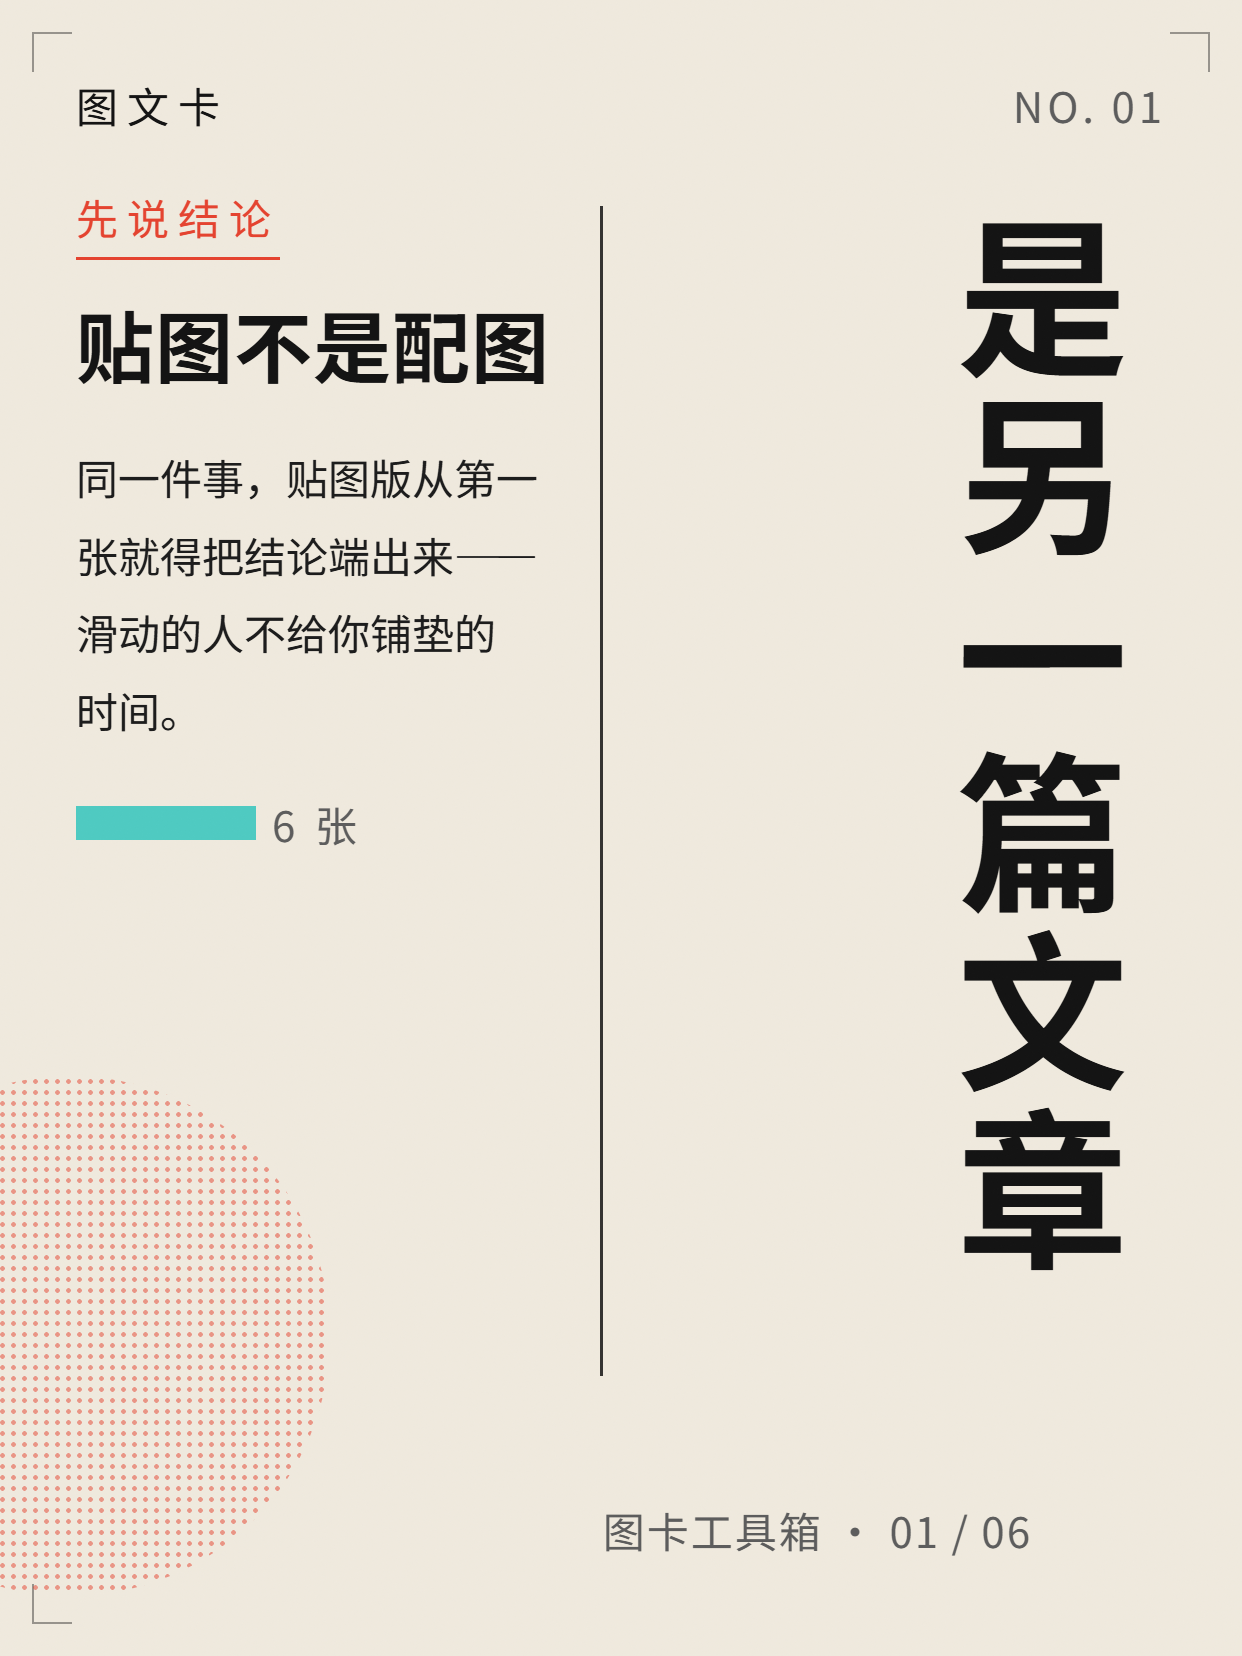 图文卡
NO. 01
先说结论
贴图不是配图
同一件事，贴图版从第一
张就得把结论端出来——
滑动的人不给你铺垫的
时间。
6 张
是另一篇文章
图卡工具箱 · 01 / 06